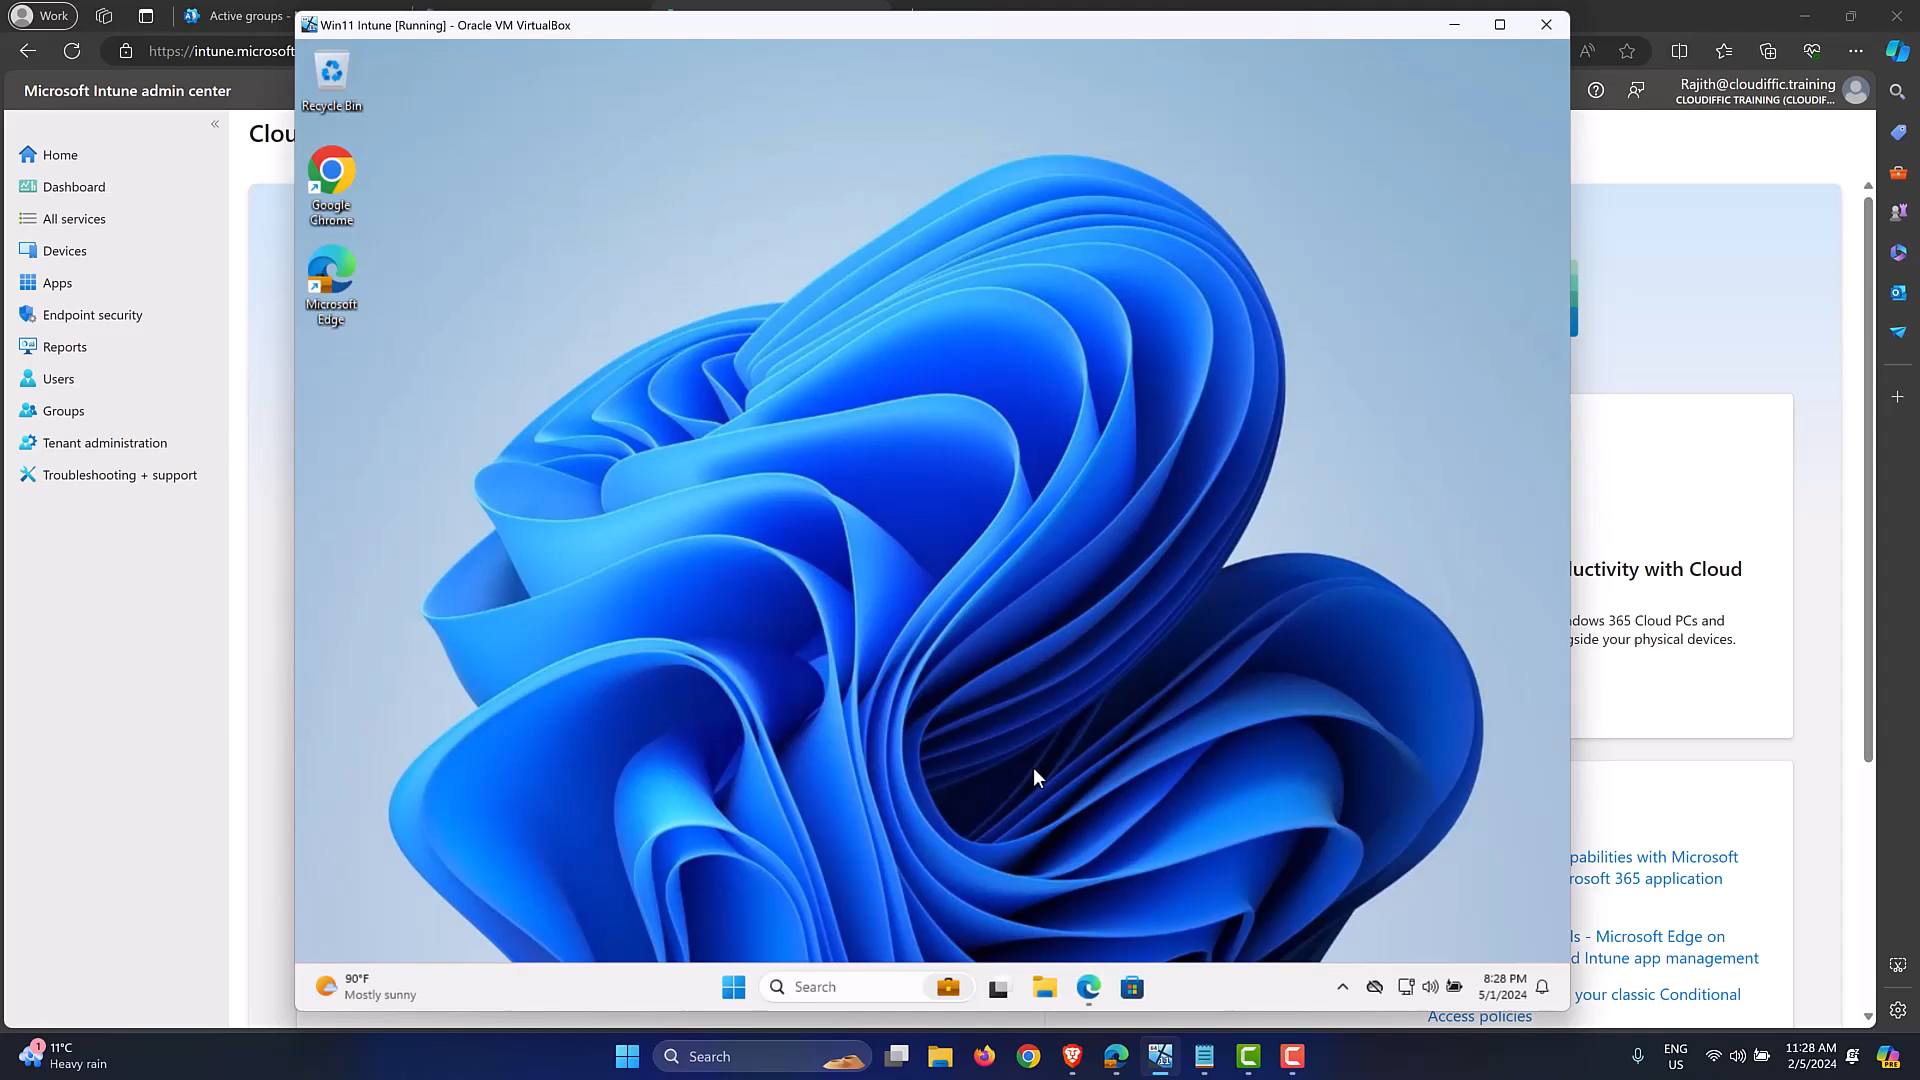 Work
Active groups -
Win11 Intune [Running] - Oracle VM VirtualBox
https://intune.microsoft
Microsoft Intune admin center
Rajith@cloudiffic.training
CLOUDIFFIC TRAINING (CLOUDIF...
Clou
Home
Dashboard
All services
Devices
Apps
Endpoint security
Reports
Users
Groups
Tenant administration
Troubleshooting + support
Recycle Bin
Google
Chrome
Microsoft
Edge
luctivity with Cloud
dows 365 Cloud PCs and
gside your physical devices.
pabilities with Microsoft
rosoft 365 application
ls - Microsoft Edge on
d Intune app management
your classic Conditional
Access policies
90°F
Mostly sunny
Search
8:28 PM
5/1/2024
1
11°C
Heavy rain
Search
ENG
US
11:28 AM
2/5/2024
PRE